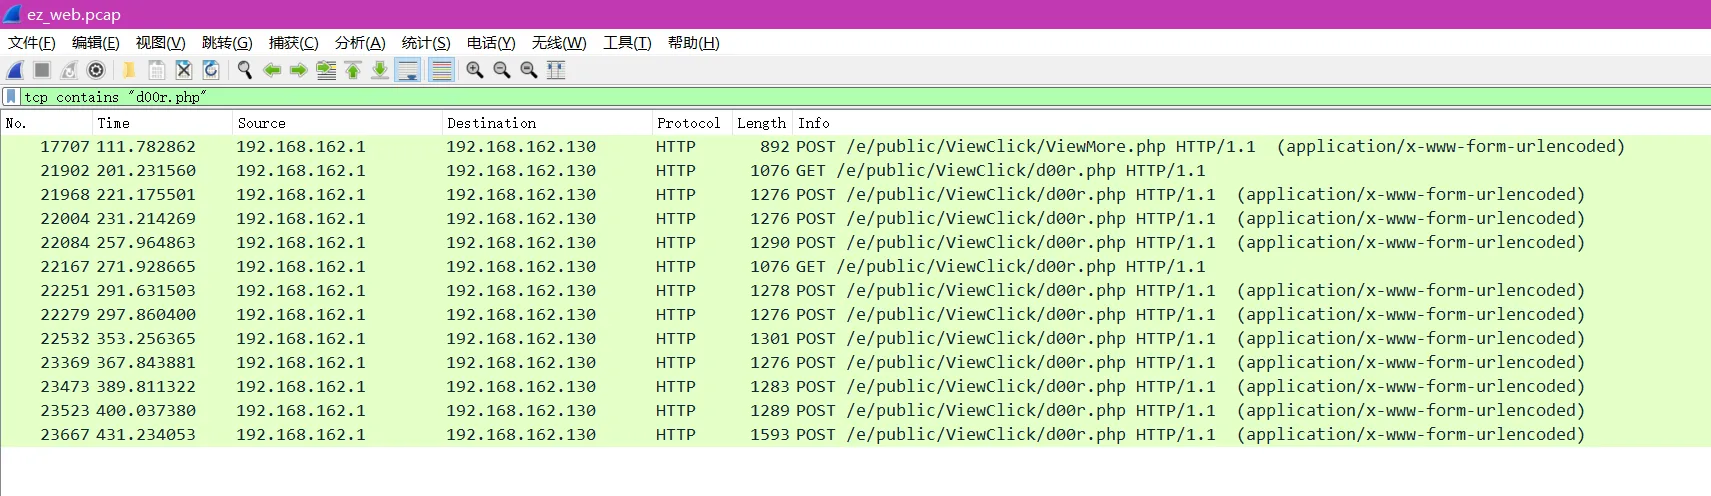 ez_web.pcap
文件(F) 编辑(E) 视图(V) 跳转(G) 捕获(C) 分析(A) 统计(S) 电话(Y) 无线(W) 工具(T) 帮助(H)
tcp contains "d00r.php"
No. Time Source Destination Protocol Length Info
17707 111.782862 192.168.162.1 192.168.162.130 HTTP 892 POST /e/public/ViewClick/ViewMore.php HTTP/1.1 (application/x-www-form-urlencoded)
21902 201.231560 192.168.162.1 192.168.162.130 HTTP 1076 GET /e/public/ViewClick/d00r.php HTTP/1.1
21968 221.175501 192.168.162.1 192.168.162.130 HTTP 1276 POST /e/public/ViewClick/d00r.php HTTP/1.1 (application/x-www-form-urlencoded)
22004 231.214269 192.168.162.1 192.168.162.130 HTTP 1276 POST /e/public/ViewClick/d00r.php HTTP/1.1 (application/x-www-form-urlencoded)
22084 257.964863 192.168.162.1 192.168.162.130 HTTP 1290 POST /e/public/ViewClick/d00r.php HTTP/1.1 (application/x-www-form-urlencoded)
22167 271.928665 192.168.162.1 192.168.162.130 HTTP 1076 GET /e/public/ViewClick/d00r.php HTTP/1.1
22251 291.631503 192.168.162.1 192.168.162.130 HTTP 1278 POST /e/public/ViewClick/d00r.php HTTP/1.1 (application/x-www-form-urlencoded)
22279 297.860400 192.168.162.1 192.168.162.130 HTTP 1276 POST /e/public/ViewClick/d00r.php HTTP/1.1 (application/x-www-form-urlencoded)
22532 353.256365 192.168.162.1 192.168.162.130 HTTP 1301 POST /e/public/ViewClick/d00r.php HTTP/1.1 (application/x-www-form-urlencoded)
23369 367.843881 192.168.162.1 192.168.162.130 HTTP 1276 POST /e/public/ViewClick/d00r.php HTTP/1.1 (application/x-www-form-urlencoded)
23473 389.811322 192.168.162.1 192.168.162.130 HTTP 1283 POST /e/public/ViewClick/d00r.php HTTP/1.1 (application/x-www-form-urlencoded)
23523 400.037380 192.168.162.1 192.168.162.130 HTTP 1289 POST /e/public/ViewClick/d00r.php HTTP/1.1 (application/x-www-form-urlencoded)
23667 431.234053 192.168.162.1 192.168.162.130 HTTP 1593 POST /e/public/ViewClick/d00r.php HTTP/1.1 (application/x-www-form-urlencoded)